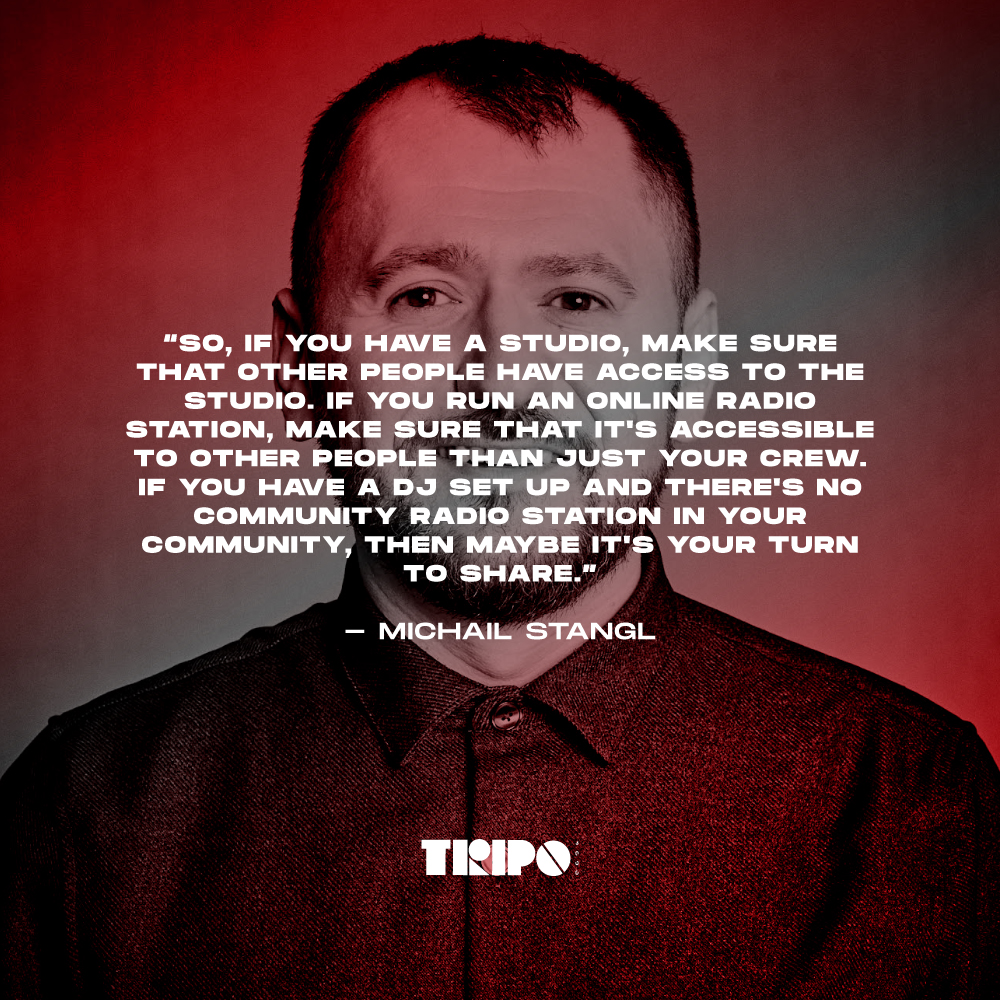 “SO, IF YOU HAVE A STUDIO, MAKE SURE
THAT OTHER PEOPLE HAVE ACCESS TO THE
STUDIO. IF YOU RUN AN ONLINE RADIO
STATION, MAKE SURE THAT IT'S ACCESSIBLE
TO OTHER PEOPLE THAN JUST YOUR CREW.
IF YOU HAVE A DJ SET UP AND THERE'S NO
COMMUNITY RADIO STATION IN YOUR
COMMUNITY, THEN MAYBE IT'S YOUR TURN
TO SHARE.”
– MICHAIL STANGL
TRIPO